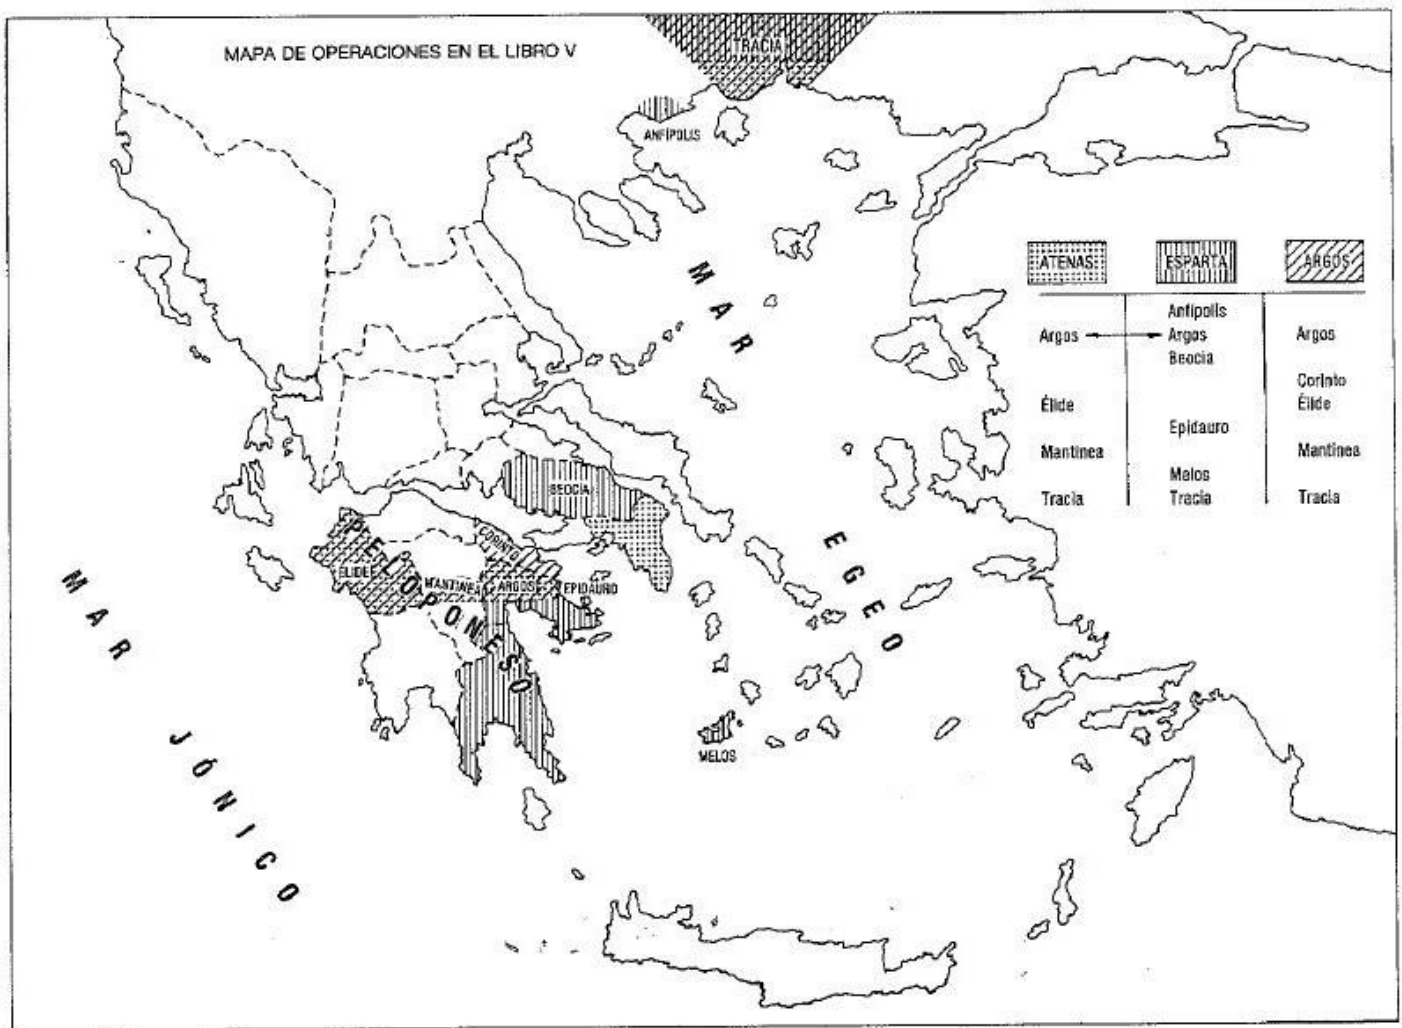 MAPA DE OPERACIONES EN EL LIBRO V
TRACIA
ANFÍPOLIS
MAR
EGEO
ATENAS ESPARTA ARGOS
Anfípolis
Argos Argos Argos
Beocia
Corinto
Élide Élide
Epidauro
Mantinea Mantinea
Melos
Tracia Tracia Tracia
BEOCIA
PELOPONESO
CORINTO
ELIDE
MANTINEA
ARGOS
EPIDAURO
MELOS
MAR JÓNICO